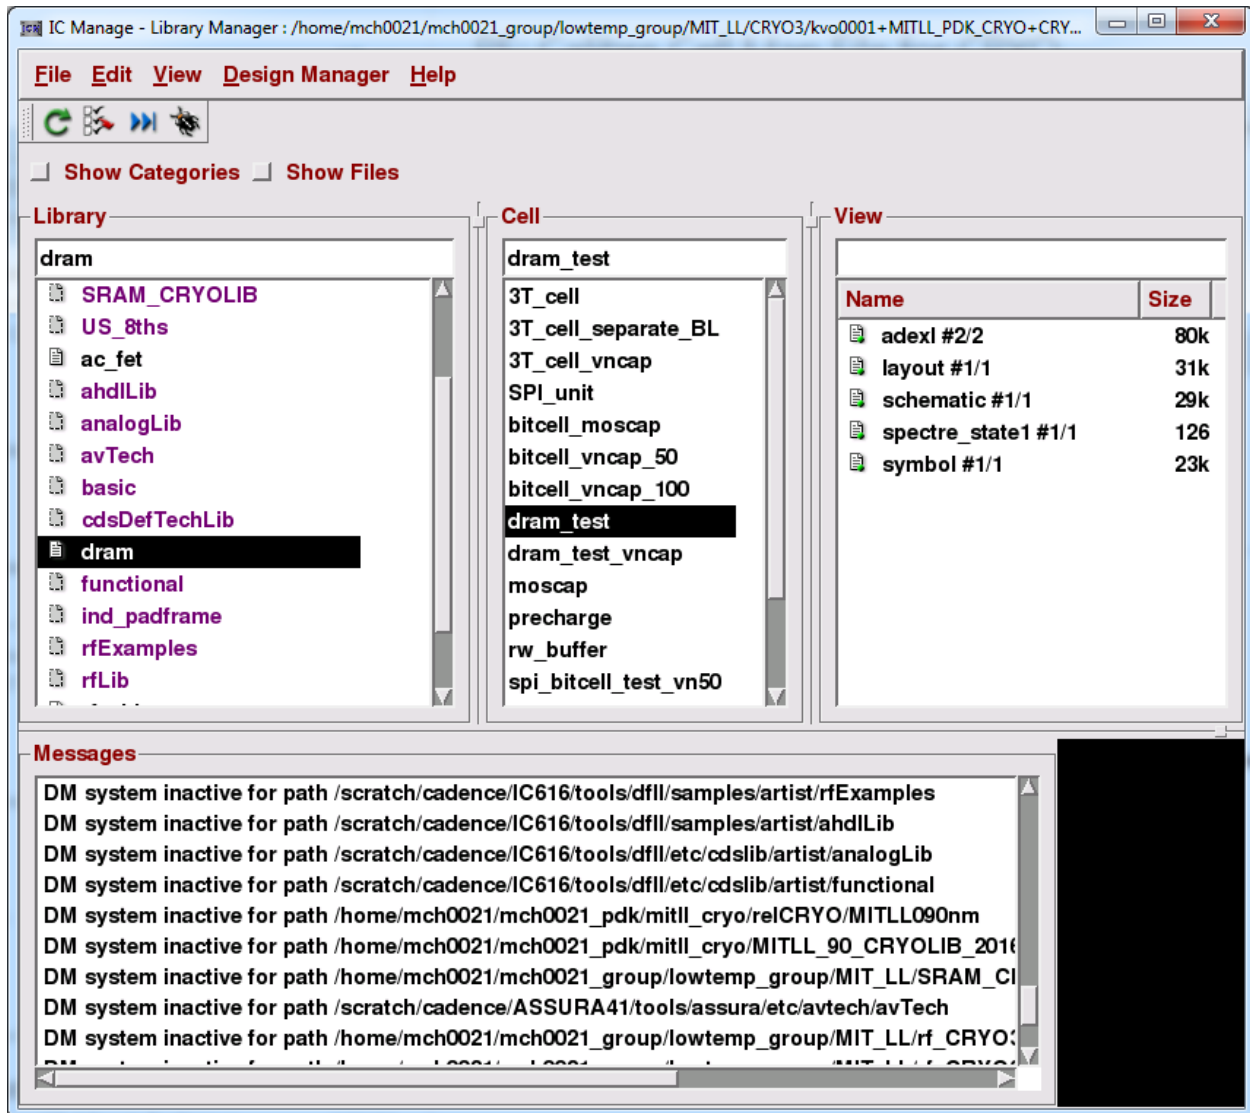 IC Manage - Library Manager : /home/mch0021/mch0021_group/lowtemp_group/MIT_LL/CRYO3/kvo0001+MITLL_PDK_CRYO+CRY...
File Edit View Design Manager Help
Show Categories Show Files
Library
dram
SRAM_CRYOLIB
US_8ths
ac_fet
ahdlLib
analogLib
avTech
basic
cdsDefTechLib
dram
functional
ind_padframe
rfExamples
rfLib
Cell
dram_test
3T_cell
3T_cell_separate_BL
3T_cell_vncap
SPI_unit
bitcell_moscap
bitcell_vncap_50
bitcell_vncap_100
dram_test
dram_test_vncap
moscap
precharge
rw_buffer
spi_bitcell_test_vn50
View
Name Size
adexl #2/2 80k
layout #1/1 31k
schematic #1/1 29k
spectre_state1 #1/1 126
symbol #1/1 23k
Messages
DM system inactive for path /scratch/cadence/IC616/tools/dfII/samples/artist/rfExamples
DM system inactive for path /scratch/cadence/IC616/tools/dfII/samples/artist/ahdlLib
DM system inactive for path /scratch/cadence/IC616/tools/dfII/etc/cdslib/artist/analogLib
DM system inactive for path /scratch/cadence/IC616/tools/dfII/etc/cdslib/artist/functional
DM system inactive for path /home/mch0021/mch0021_pdk/mitll_cryo/relCRYO/MITLL090nm
DM system inactive for path /home/mch0021/mch0021_pdk/mitll_cryo/MITLL_90_CRYOLIB_2016
DM system inactive for path /home/mch0021/mch0021_group/lowtemp_group/MIT_LL/SRAM_C
DM system inactive for path /scratch/cadence/ASSURA41/tools/assura/etc/avtech/avTech
DM system inactive for path /home/mch0021/mch0021_group/lowtemp_group/MIT_LL/rf_CRYO3